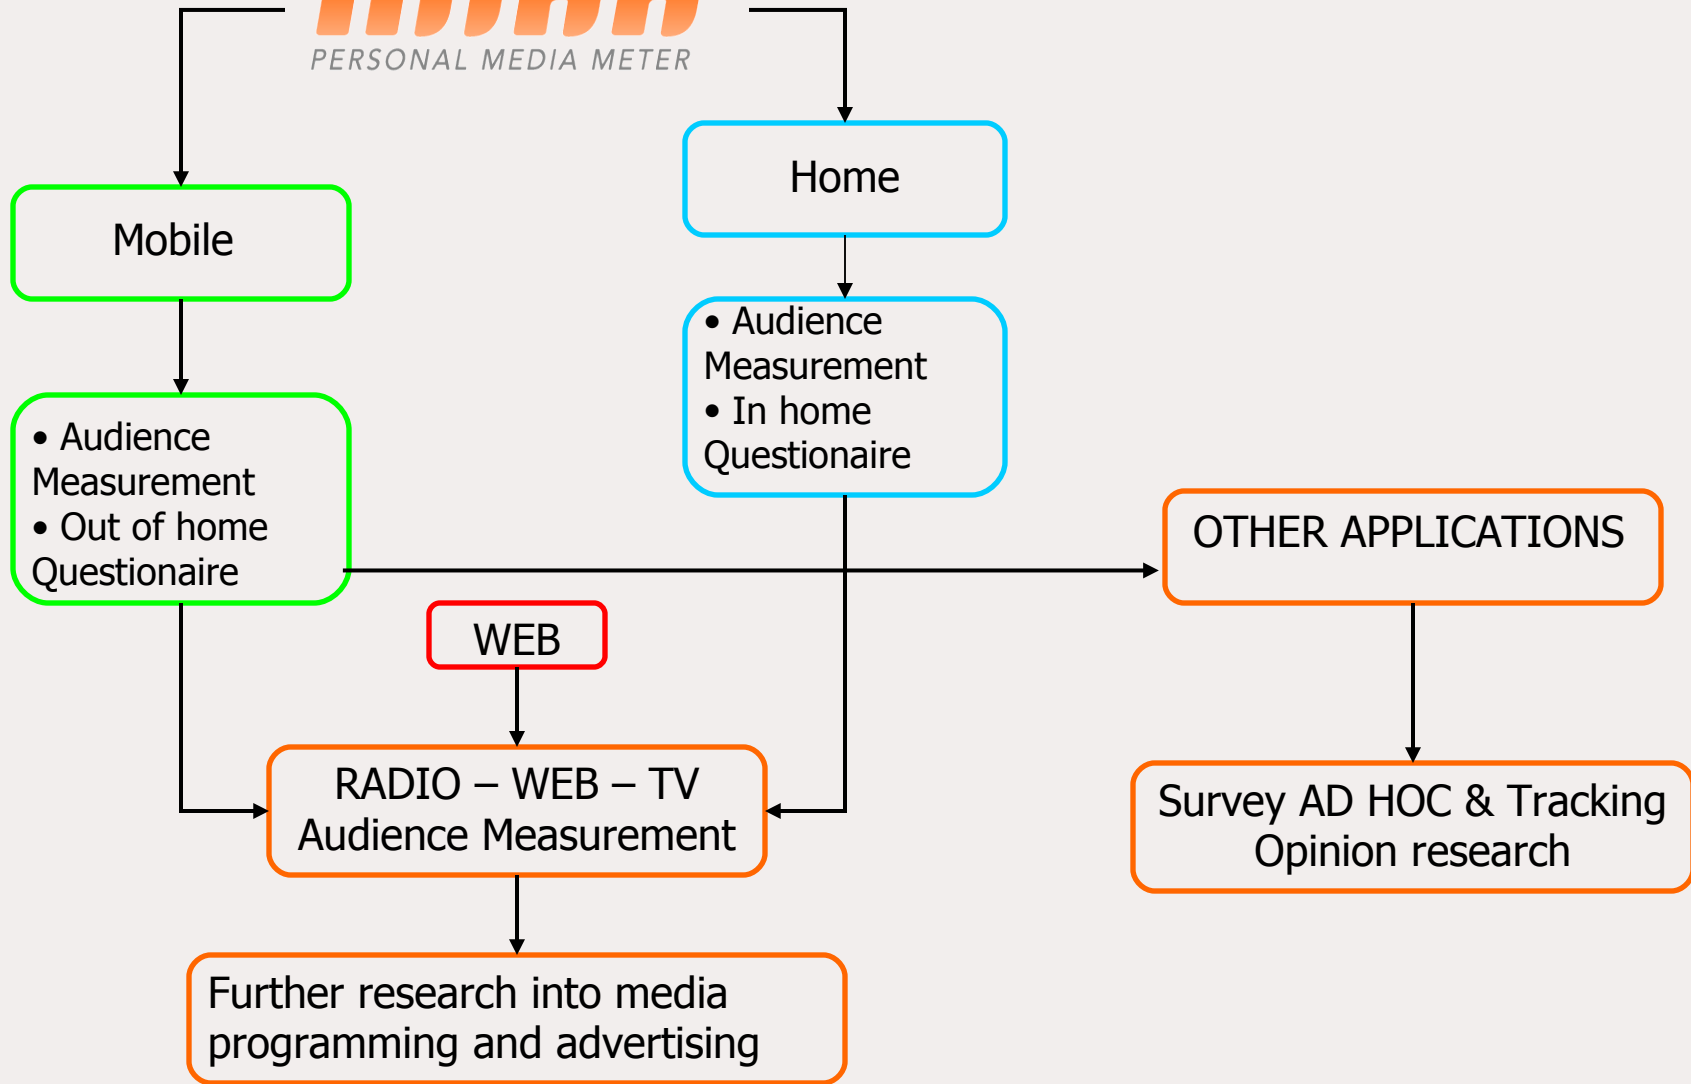 PERSONAL MEDIA METER
Home
Mobile
• Audience
Measurement
• In home
Questionaire
• Audience
Measurement
• Out of home
Questionaire
OTHER APPLICATIONS
WEB
RADIO – WEB – TV
Audience Measurement
Survey AD HOC & Tracking
Opinion research
Further research into media
programming and advertising